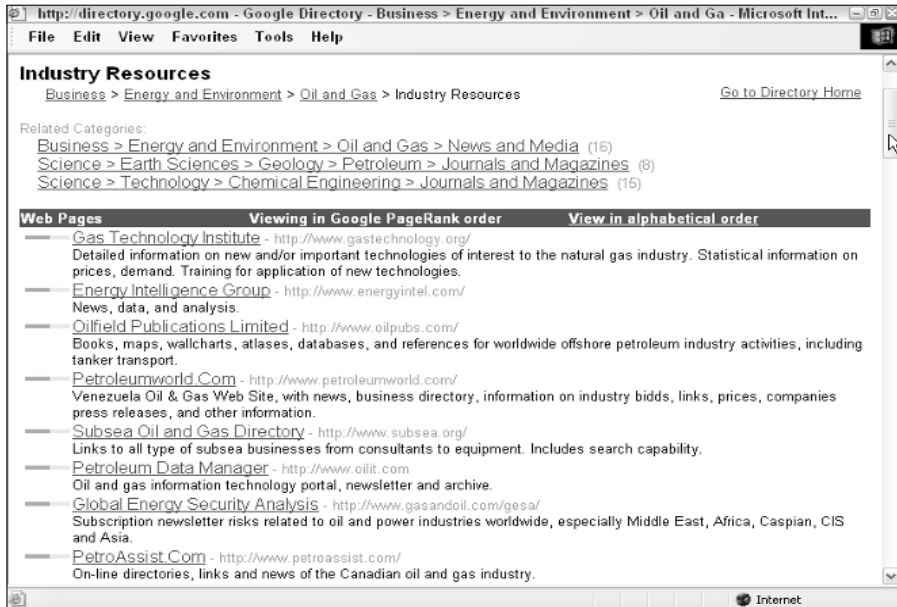 http://directory.google.com - Google Directory - Business > Energy and Environment > Oil and Ga - Microsoft Int...
File Edit View Favorites Tools Help
Industry Resources
Business > Energy and Environment > Oil and Gas > Industry Resources Go to Directory Home
Related Categories:
Business > Energy and Environment > Oil and Gas > News and Media (16)
Science > Earth Sciences > Geology > Petroleum > Journals and Magazines (8)
Science > Technology > Chemical Engineering > Journals and Magazines (15)
Web Pages Viewing in Google PageRank order View in alphabetical order
Gas Technology Institute - http://www.gastechnology.org/
Detailed information on new and/or important technologies of interest to the natural gas industry. Statistical information on
prices, demand. Training for application of new technologies.
Energy Intelligence Group - http://www.energyintel.com/
News, data, and analysis.
Oilfield Publications Limited - http://www.oilpubs.com/
Books, maps, wallcharts, atlases, databases, and references for worldwide offshore petroleum industry activities, including
tanker transport.
Petroleumworld.Com - http://www.petroleumworld.com/
Venezuela Oil & Gas Web Site, with news, business directory, information on industry bids, links, prices, companies
press releases, and other information.
Subsea Oil and Gas Directory - http://www.subsea.org/
Links to all type of subsea businesses from consultants to equipment. Includes search capability.
Petroleum Data Manager - http://www.oilit.com
Oil and gas information technology portal, newsletter and archive.
Global Energy Security Analysis - http://www.gasandoil.com/gesa/
Subscription newsletter risks related to oil and power industries worldwide, especially Middle East, Africa, Caspian, CIS
and Asia.
PetroAssist.Com - http://www.petroassist.com/
On-line directories, links and news of the Canadian oil and gas industry.
Internet